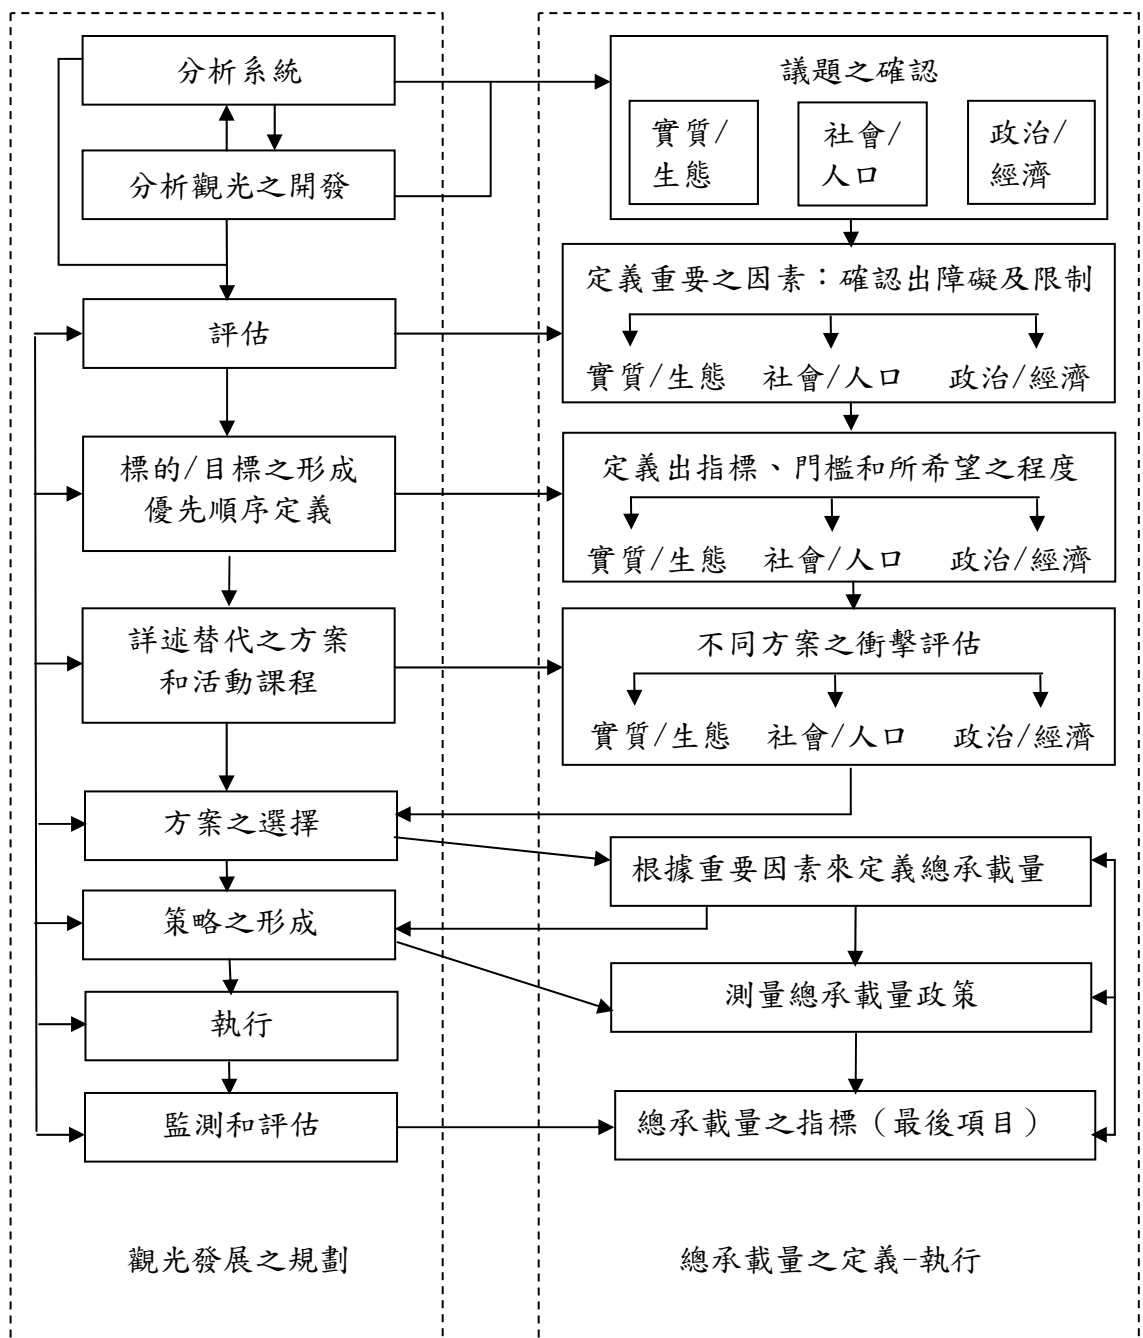 分析系統
分析觀光之開發
評估
標的/目標之形成
優先順序定義
詳述替代之方案
和活動課程
方案之選擇
策略之形成
執行
監測和評估
觀光發展之規劃
議題之確認
實質/
生態
社會/
人口
政治/
經濟
定義重要之因素：確認出障礙及限制
實質/生態 社會/人口 政治/經濟
定義出指標、門檻和所希望之程度
實質/生態 社會/人口 政治/經濟
不同方案之衝擊評估
實質/生態 社會/人口 政治/經濟
根據重要因素來定義總承載量
測量總承載量政策
總承載量之指標（最後項目）
總承載量之定義-執行